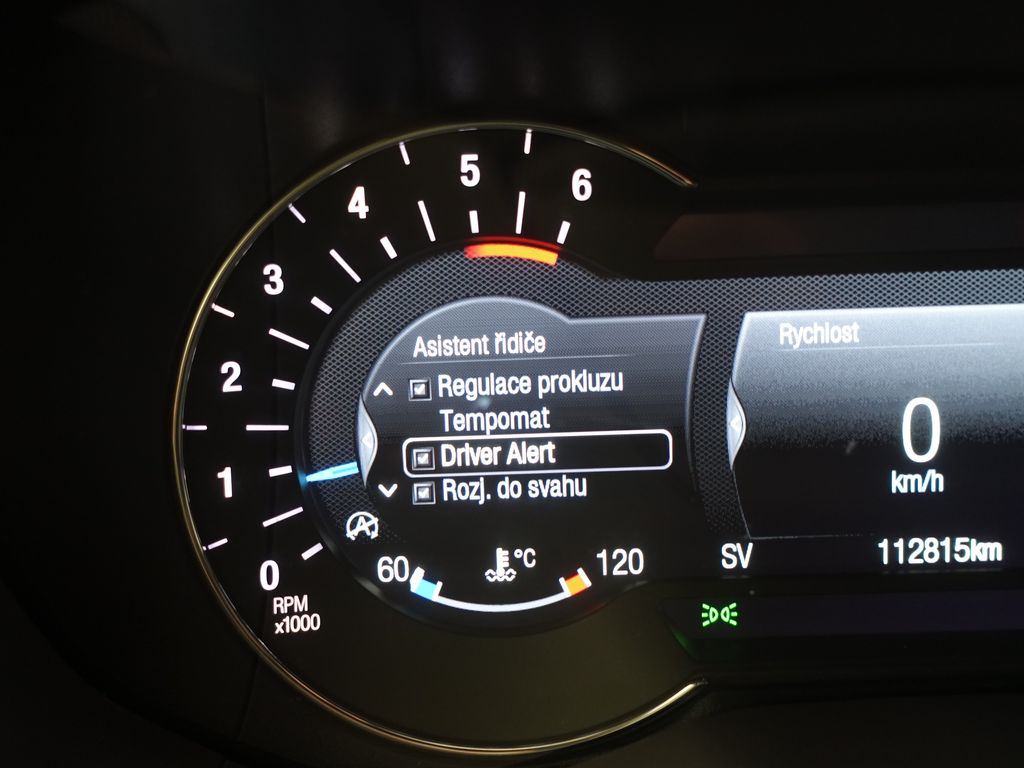 6
5
4
3
2
1
0
RPM
x1000
Asistent řidiče
Regulace prokluzu
Tempomat
Driver Alert
Rozj. do svahu
60 °C 120
Rychlost
0
km/h
SV 112815km